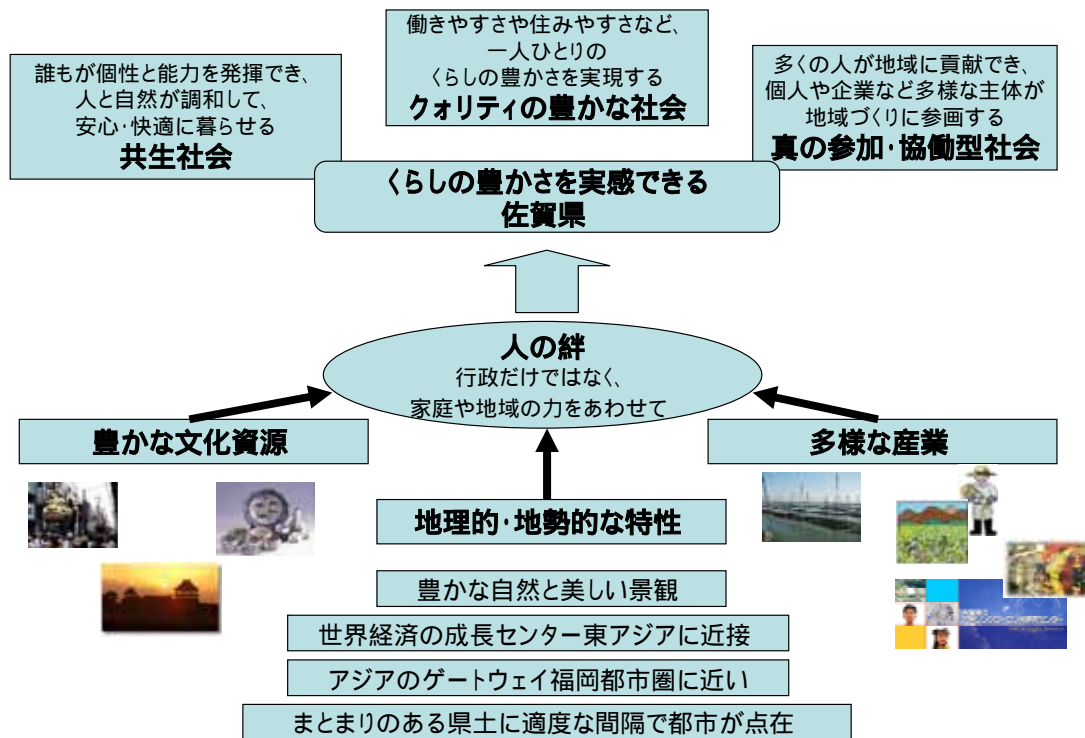 誰もが個性と能力を発揮でき、
人と自然が調和して、
安心・快適に暮らせる
共生社会
働きやすさや住みやすさなど、
一人ひとりの
くらしの豊かさを実現する
クォリティの豊かな社会
多くの人が地域に貢献でき、
個人や企業など多様な主体が
地域づくりに参画する
真の参加・協働型社会
くらしの豊かさを実感できる
佐賀県
人の絆
行政だけではなく、
家庭や地域の力をあわせて
豊かな文化資源
多様な産業
地理的・地勢的な特性
豊かな自然と美しい景観
世界経済の成長センター東アジアに近接
アジアのゲートウェイ福岡都市圏に近い
まとまりのある県土に適度な間隔で都市が点在